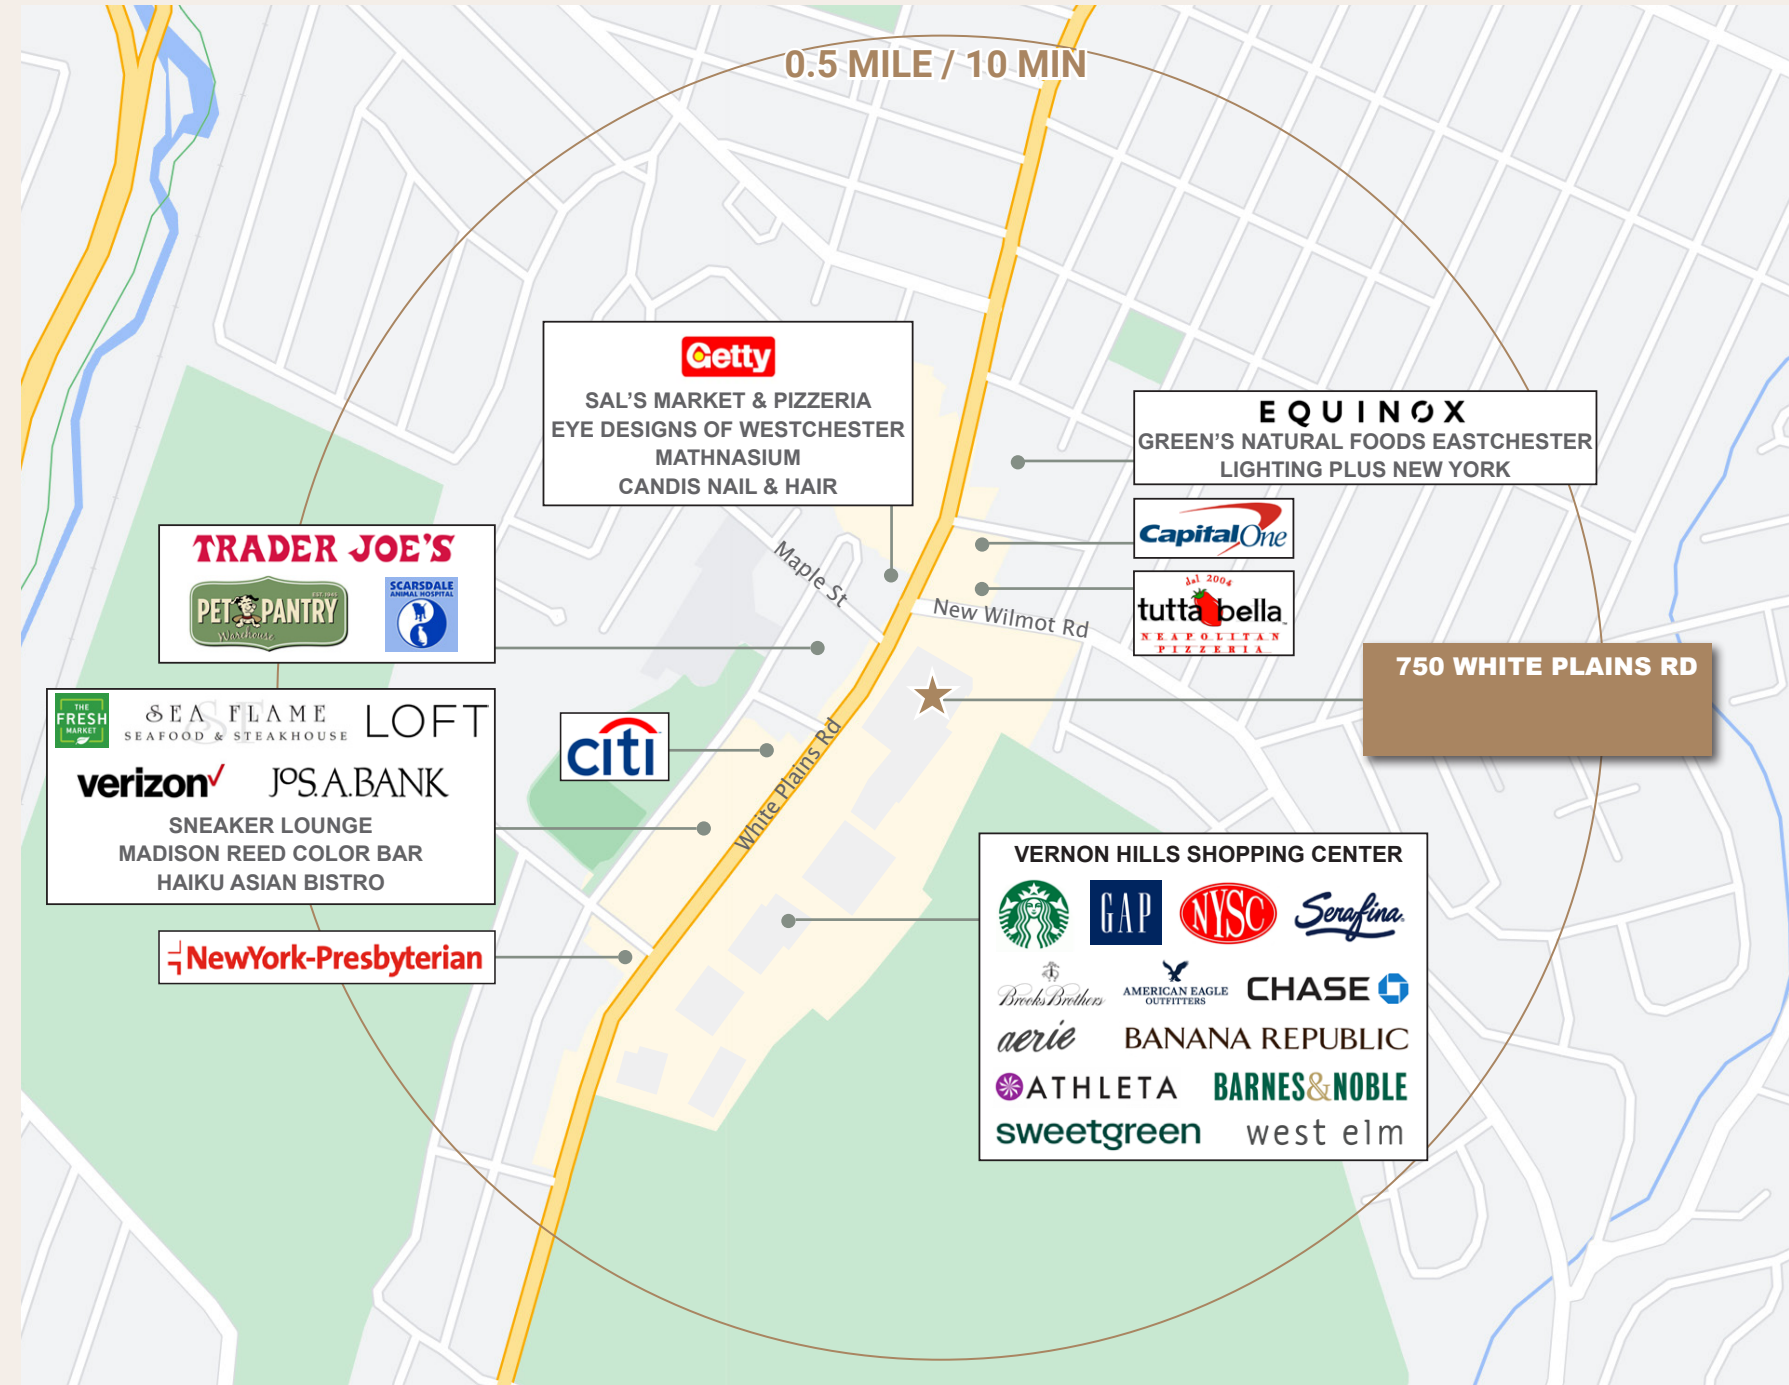 0.5 MILE / 10 MIN
Getty
SAL'S MARKET & PIZZERIA
EYE DESIGNS OF WESTCHESTER
MATHNASIUM
CANDIS NAIL & HAIR
EQUINOX
GREEN'S NATURAL FOODS EASTCHESTER
LIGHTING PLUS NEW YORK
CapitalOne
dal 2004
tutta bella
NEAPOLITAN
PIZZERIA
Maple St
New Wilmot Rd
White Plains Rd
TRADER JOE'S
EST. 1945
PET PANTRY
Warehouse
SCARSDALE
ANIMAL HOSPITAL
750 WHITE PLAINS RD
THE
FRESH
MARKET
SF
SEA FLAME
SEAFOOD & STEAKHOUSE
LOFT
verizon
JOS.A.BANK
SNEAKER LOUNGE
MADISON REED COLOR BAR
HAIKU ASIAN BISTRO
citi
NewYork-Presbyterian
VERNON HILLS SHOPPING CENTER
GAP
NYSC
Serafina
Brooks Brothers
AMERICAN EAGLE
OUTFITTERS
CHASE
aerie
BANANA REPUBLIC
ATHLETA
BARNES&NOBLE
sweetgreen
west elm